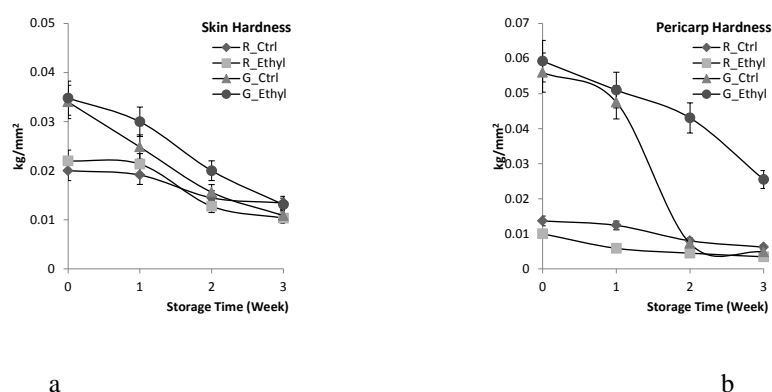 Skin Hardness
0.05
0.04
0.03
0.02
0.01
0
kg/mm²
R_Ctrl
R_Ethyl
G_Ctrl
G_Ethyl
0 1 2 3
Storage Time (Week)
a
Pericarp Hardness
0.07
0.06
0.05
0.04
0.03
0.02
0.01
0
kg/mm²
R_Ctrl
R_Ethyl
G_Ctrl
G_Ethyl
0 1 2 3
Storage Time (Week)
b